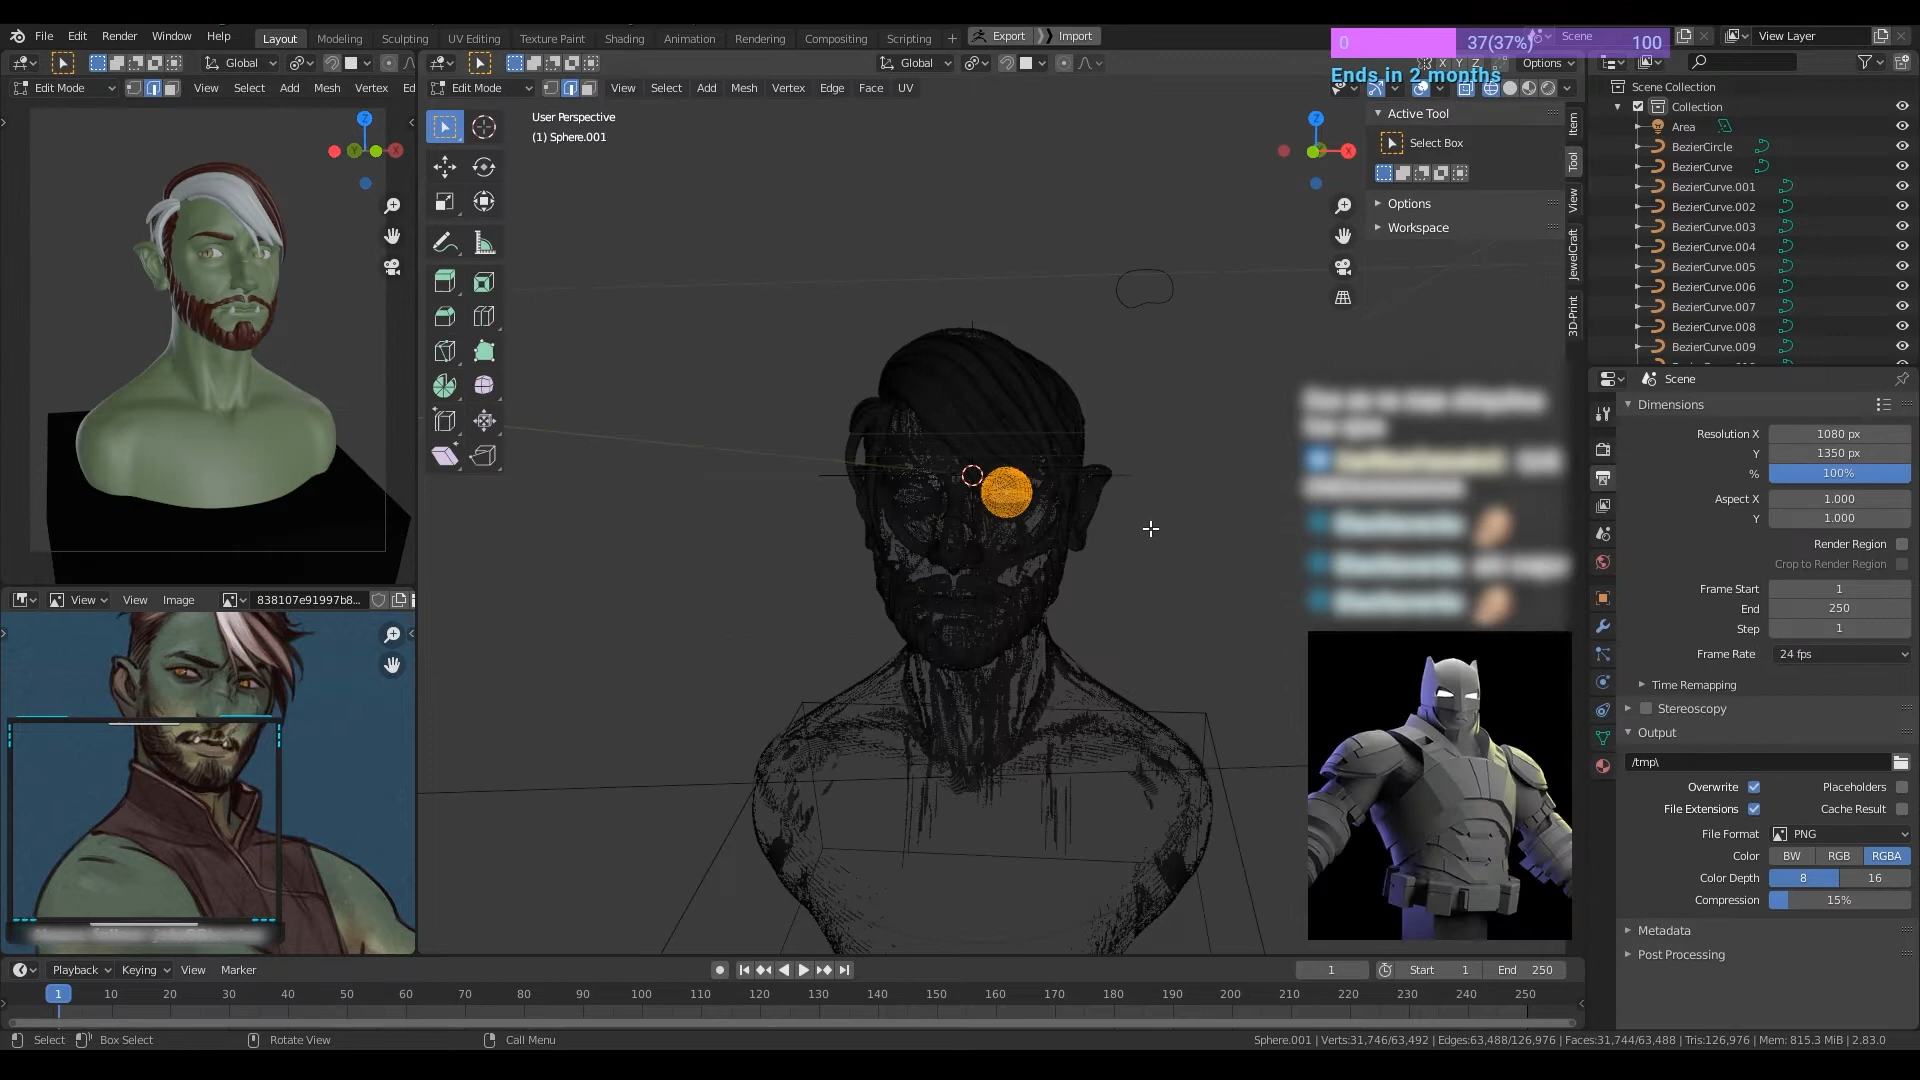 File Edit Render Window Help
Layout Modeling Sculpting UV Editing Texture Paint Shading Animation Rendering Compositing Scripting + Export Import
0 37(37%) 100
Scene
View Layer
Ends in 2 months
Global
Global
X Y Z
Options
Edit Mode View Select Add Mesh Vertex Ed
Edit Mode View Select Add Mesh Vertex Edge Face UV
User Perspective
(1) Sphere.001
Z
X
Y
Z
X
Active Tool
Select Box
Options
Workspace
Item
Tool
View
JewelCraft
3D-Print
Scene Collection
Collection
Area
BezierCircle
BezierCurve
BezierCurve.001
BezierCurve.002
BezierCurve.003
BezierCurve.004
BezierCurve.005
BezierCurve.006
BezierCurve.007
BezierCurve.008
BezierCurve.009
Scene
Dimensions
Resolution X 1080 px
Y 1350 px
% 100%
Aspect X 1.000
Y 1.000
Render Region
Crop to Render Region
Frame Start 1
End 250
Step 1
Frame Rate 24 fps
Time Remapping
Stereoscopy
Output
/tmp\
Overwrite Placeholders
File Extensions Cache Result
File Format PNG
Color BW RGB RGBA
Color Depth 8 16
Compression 15%
Metadata
Post Processing
View View Image 838107e91997b8...
Playback Keying View Marker
1 Start 1 End 250
1 10 20 30 40 50 60 70 80 90 100 110 120 130 140 150 160 170 180 190 200 210 220 230 240 250
Select Box Select Rotate View Call Menu
Sphere.001 | Verts:31,746/63,492 | Edges:63,488/126,976 | Faces:31,744/63,488 | Tris:126,976 | Mem: 815.3 MiB | 2.83.0